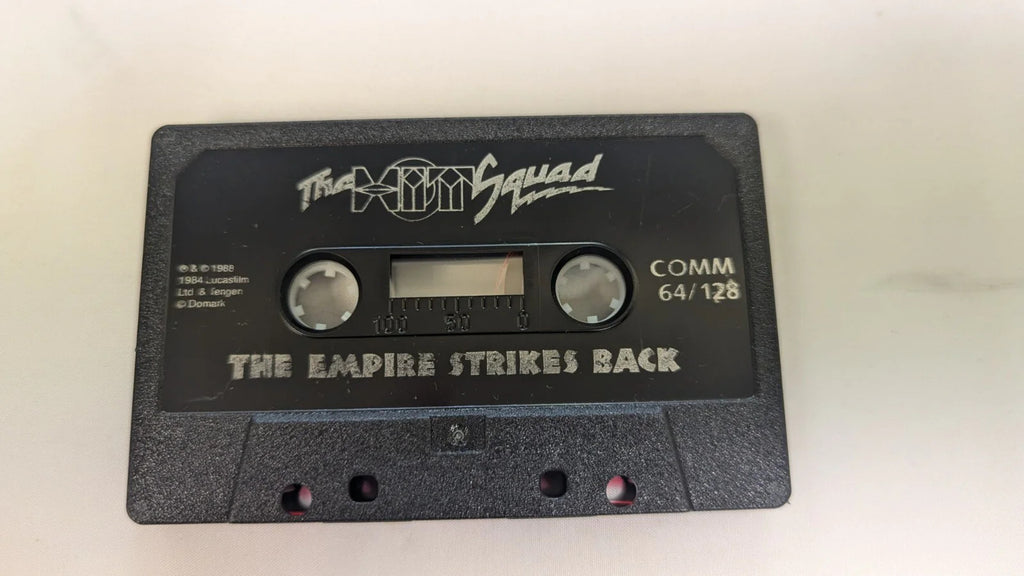 The HIT Squad
℗ & © 1988
1984 Lucasfilm
Ltd & Tengen
© Domark
COMM
64/128
100 50 0
THE EMPIRE STRIKES BACK